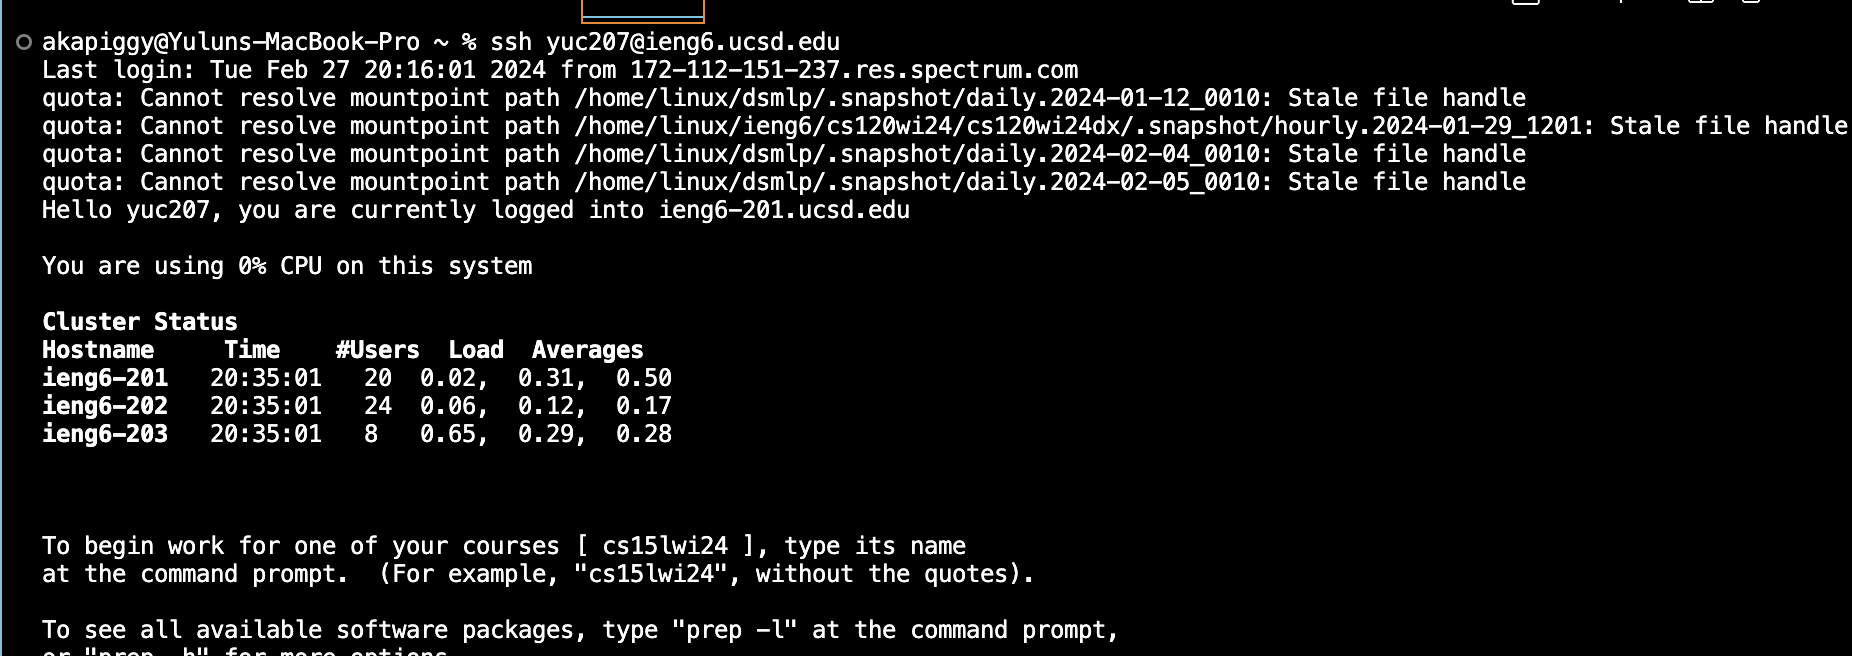 akapiggy@Yuluns-MacBook-Pro ~ % ssh yuc207@ieng6.ucsd.edu
Last login: Tue Feb 27 20:16:01 2024 from 172-112-151-237.res.spectrum.com
quota: Cannot resolve mountpoint path /home/linux/dsmlp/.snapshot/daily.2024-01-12_0010: Stale file handle
quota: Cannot resolve mountpoint path /home/linux/ieng6/cs120wi24/cs120wi24dx/.snapshot/hourly.2024-01-29_1201: Stale file handle
quota: Cannot resolve mountpoint path /home/linux/dsmlp/.snapshot/daily.2024-02-04_0010: Stale file handle
quota: Cannot resolve mountpoint path /home/linux/dsmlp/.snapshot/daily.2024-02-05_0010: Stale file handle
Hello yuc207, you are currently logged into ieng6-201.ucsd.edu
You are using 0% CPU on this system
Cluster Status
Hostname     Time    #Users  Load  Averages
ieng6-201   20:35:01   20  0.02,  0.31,  0.50
ieng6-202   20:35:01   24  0.06,  0.12,  0.17
ieng6-203   20:35:01   8   0.65,  0.29,  0.28
To begin work for one of your courses [ cs15lwi24 ], type its name
at the command prompt.  (For example, "cs15lwi24", without the quotes).
To see all available software packages, type "prep -l" at the command prompt,
or "prep -h" for more options